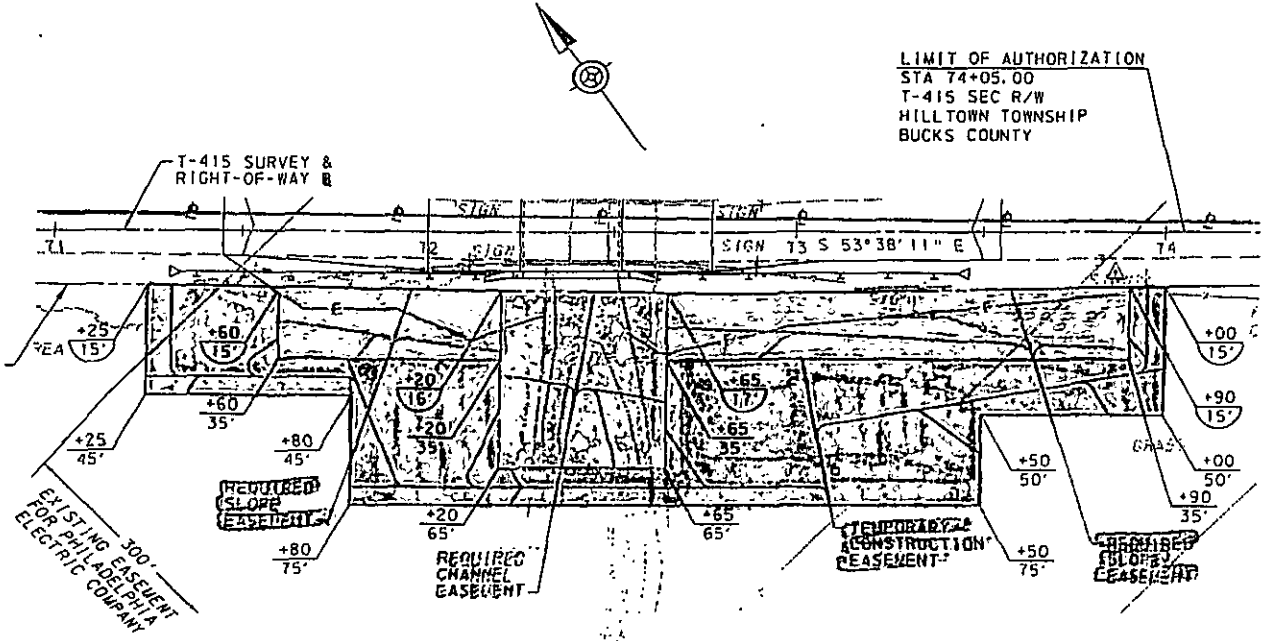 LIMIT OF AUTHORIZATION
STA 74+05.00
T-415 SEC R/W
HILLTOWN TOWNSHIP
BUCKS COUNTY
T-415 SURVEY &
RIGHT-OF-WAY
SIGN
SIGN
71
72
SIGN
SIGN
73
S 53°38'11" E
74
3
E
F
REA
+25
15'
+60
15'
+00
15'
+20
16'
+65
17'
+90
15'
+60
35'
+20
35'
+65
35'
+25
45'
+80
45'
+50
50'
GRASS
+00
50'
+90
35'
REQUIRED
SLOPE
EASEMENT
+20
65'
+65
65'
+80
75'
+50
75'
REQUIRED
CHANNEL
EASEMENT
TEMPORARY
CONSTRUCTION
EASEMENT
REQUIRED
SLOPE
EASEMENT
300'
EXISTING EASEMENT
FOR PHILADELPHIA
ELECTRIC COMPANY